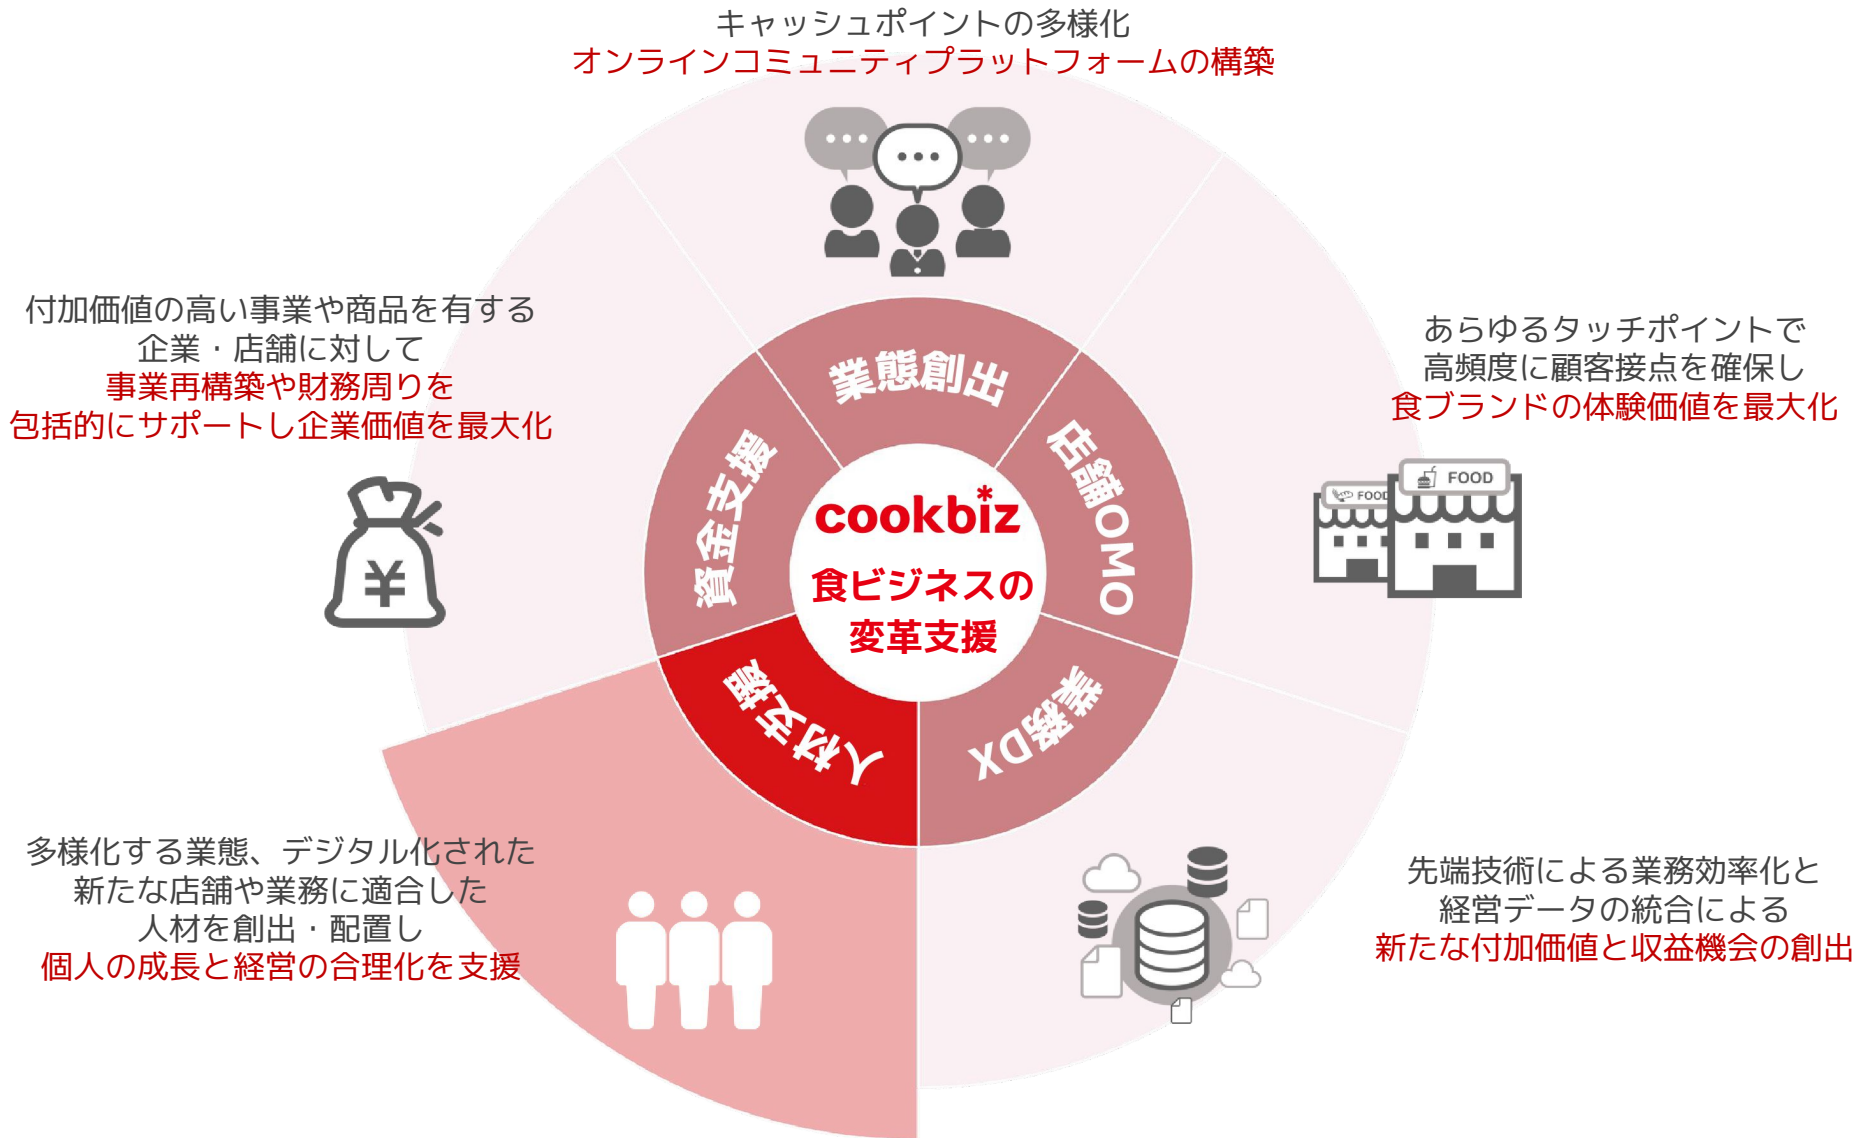 キャッシュポイントの多様化
オンラインコミュニティプラットフォームの構築
付加価値の高い事業や商品を有する
企業・店舗に対して
事業再構築や財務周りを
包括的にサポートし企業価値を最大化
あらゆるタッチポイントで
高頻度に顧客接点を確保し
食ブランドの体験価値を最大化
FOOD
FOOD
業態創出
店舗OMO
業務DX
人材支援
資金支援
cookbiz
食ビジネスの
変革支援
¥
多様化する業態、デジタル化された
新たな店舗や業務に適合した
人材を創出・配置し
個人の成長と経営の合理化を支援
先端技術による業務効率化と
経営データの統合による
新たな付加価値と収益機会の創出